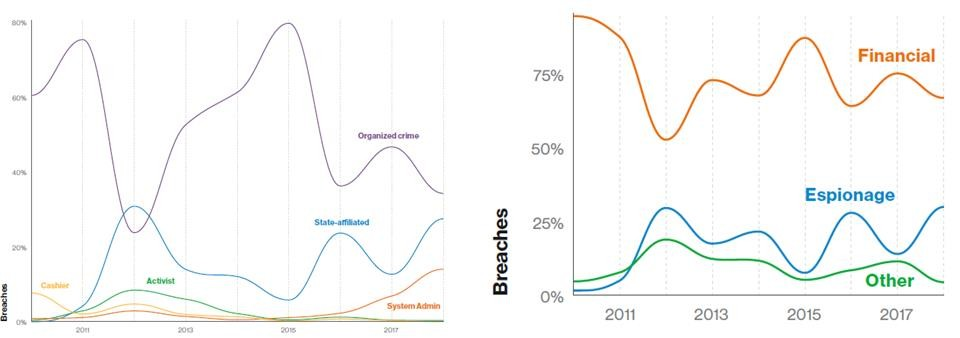 80%
60%
40%
20%
0%
Breaches
Organized crime
State-affiliated
Cashier
Activist
System Admin
2011
2013
2015
2017
75%
50%
25%
0%
Breaches
Financial
Espionage
Other
2011
2013
2015
2017